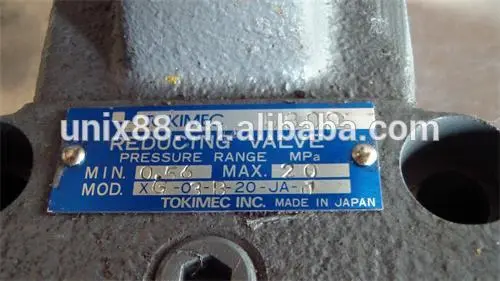 TOKIMEC
unix88.en.alibaba.com
REDUCING VALVE
PRESSURE RANGE MPa
MIN. 0.56 MAX. 2.0
MOD. XG-03-B-20-JA-J
TOKIMEC INC. MADE IN JAPAN